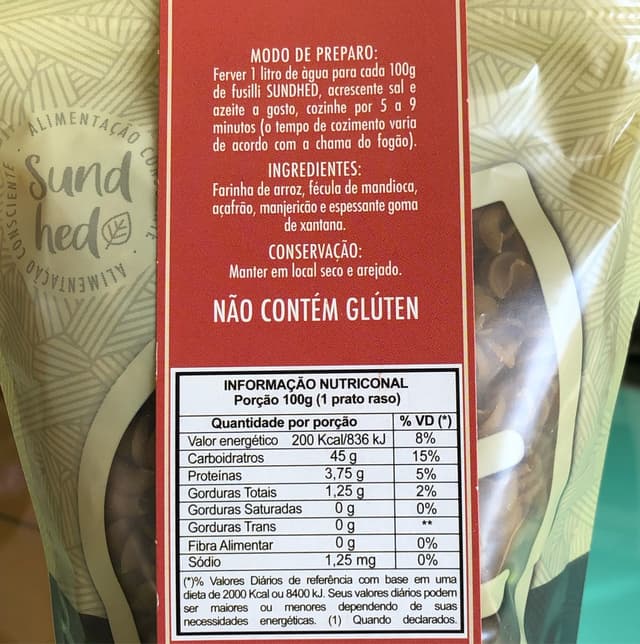 ALIMENTAÇÃO CONSCIENTE
Sund
hed
ALIMENTAÇÃO
MODO DE PREPARO:
Ferver 1 litro de àgua para cada 100g
de fusilli SUNDHED, acrescente sal e
azeite a gosto, cozinhe por 5 a 9
minutos (o tempo de cozimento varia
de acordo com a chama do fogão).
INGREDIENTES:
Farinha de arroz, fécula de mandioca,
açafrão, manjericão e espessante goma
de xantana.
CONSERVAÇÃO:
Manter em local seco e arejado.
NÃO CONTÉM GLÚTEN
INFORMAÇÃO NUTRICONAL
Porção 100g (1 prato raso)
Quantidade por porção % VD (*)
Valor energético 200 Kcal/836 kJ 8%
Carboidratros 45 g 15%
Proteínas 3,75 g 5%
Gorduras Totais 1,25 g 2%
Gorduras Saturadas 0 g 0%
Gorduras Trans 0 g **
Fibra Alimentar 0 g 0%
Sódio 1,25 mg 0%
(*)% Valores Diários de referência com base em uma
dieta de 2000 Kcal ou 8400 kJ. Seus valores diários podem
ser maiores ou menores dependendo de suas
necessidades energéticas. (1) Quando declarados.